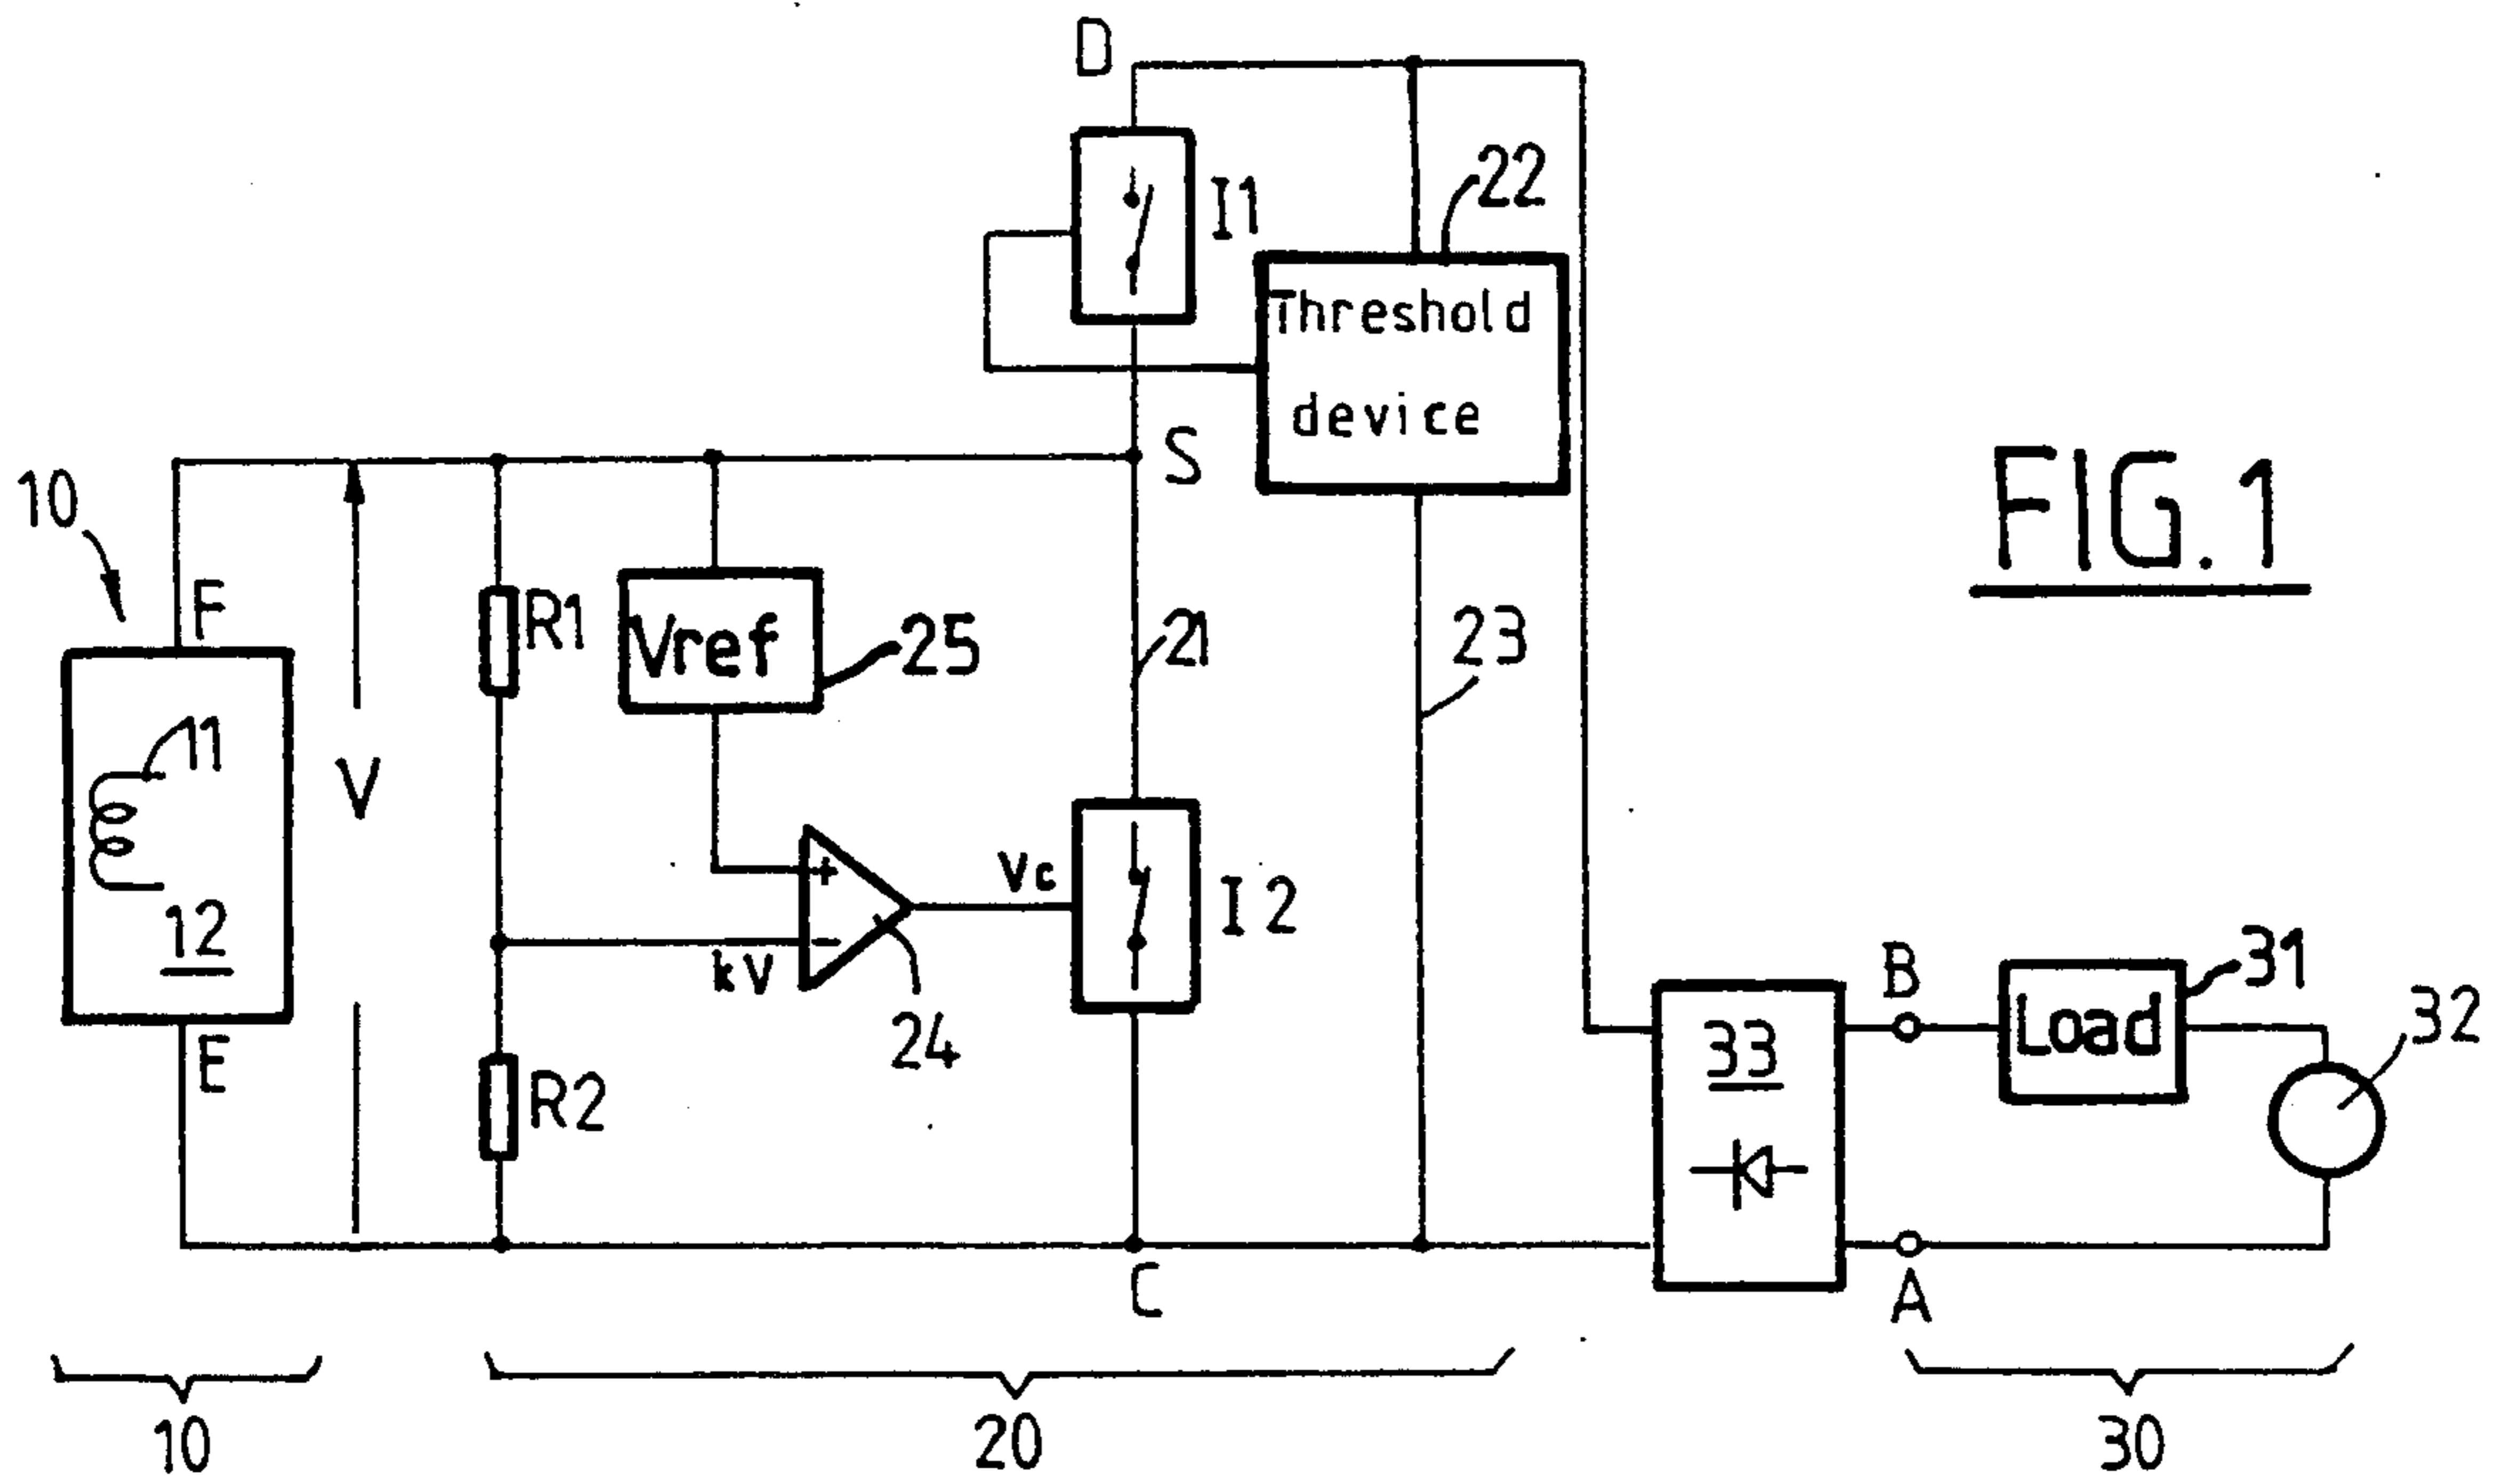 D
I1
22
Threshold
device
S
10
F
R1
Vref
25
21
23
FIG.1
11
V
12
+
Vc
I2
-
kV
24
E
R2
33
B
Load
31
32
C
A
10
20
30